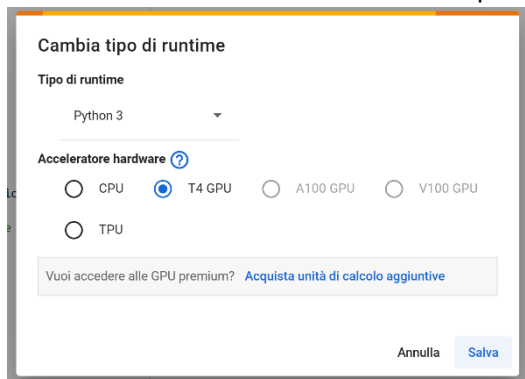 Cambia tipo di runtime
Tipo di runtime
Python 3
Acceleratore hardware ?
CPU T4 GPU A100 GPU V100 GPU
TPU
Vuoi accedere alle GPU premium? Acquista unità di calcolo aggiuntive
Annulla Salva